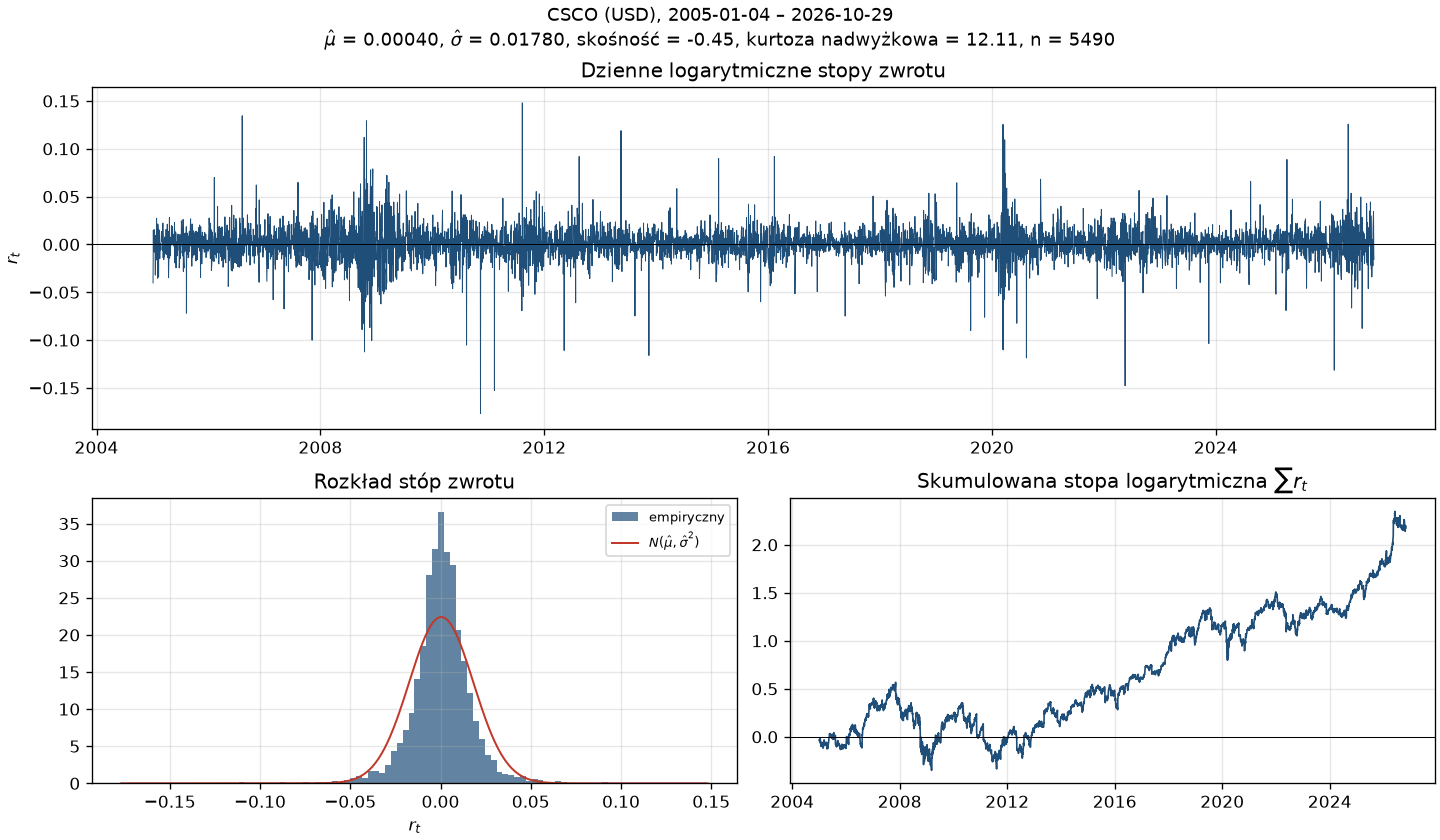 CSCO (USD), 2005-01-04 – 2026-10-29
μ̂ = 0.00040, σ̂ = 0.01780, skośność = -0.45, kurtoza nadwyżkowa = 12.11, n = 5490
Dzienne logarytmiczne stopy zwrotu
0.15
0.10
0.05
0.00
−0.05
−0.10
−0.15
r_t
2004 2008 2012 2016 2020 2024
Rozkład stóp zwrotu
35
30
25
20
15
10
5
0
empiryczny
N(μ̂, σ̂²)
−0.15 −0.10 −0.05 0.00 0.05 0.10 0.15
r_t
Skumulowana stopa logarytmiczna ∑r_t
2.0
1.5
1.0
0.5
0.0
2004 2008 2012 2016 2020 2024